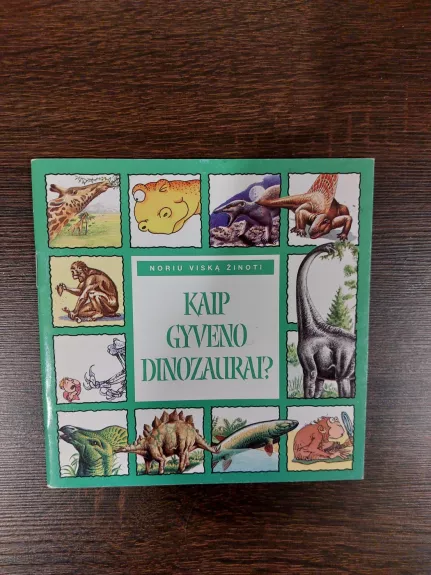 NORIU VISKĄ ŽINOTI
KAIP
GYVENO
DINOZAURAI?